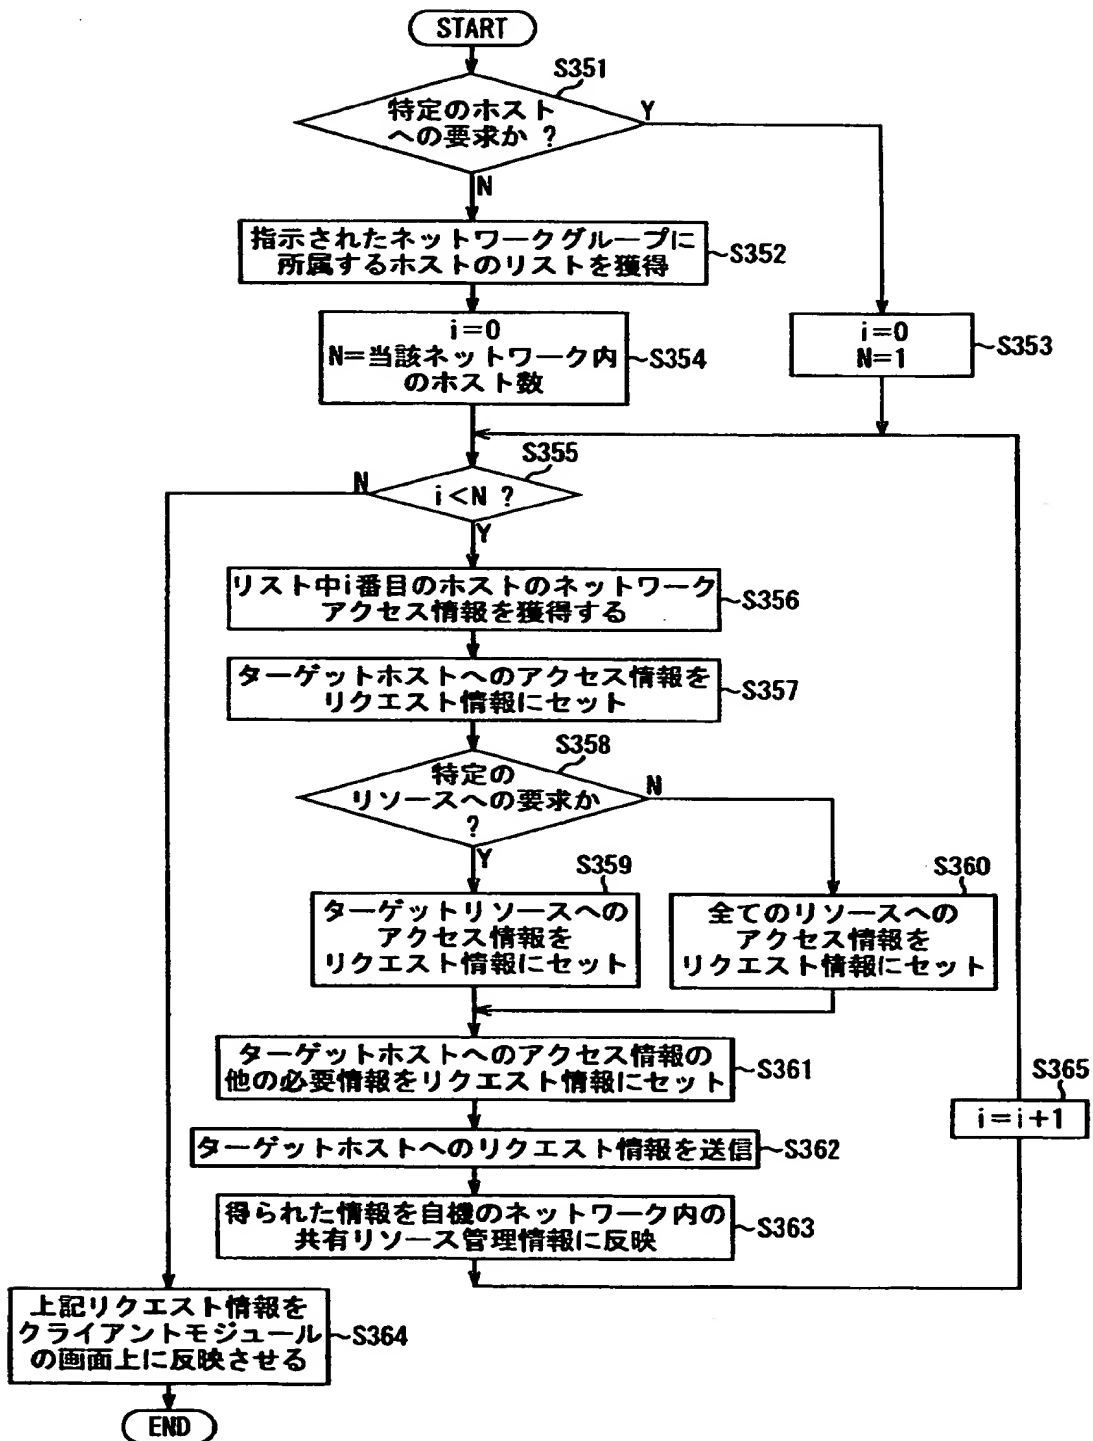 START
S351
特定のホスト
への要求か ?
Y
N
指示されたネットワークグループに
所属するホストのリストを獲得
~S352
i=0
N=当該ネットワーク内
のホスト数
~S354
i=0
N=1
~S353
S355
N
i<N ?
Y
リスト中i番目のホストのネットワーク
アクセス情報を獲得する
~S356
ターゲットホストへのアクセス情報を
リクエスト情報にセット
~S357
S358
特定の
リソースへの要求か
?
N
Y
S359
ターゲットリソースへの
アクセス情報を
リクエスト情報にセット
S360
全てのリソースへの
アクセス情報を
リクエスト情報にセット
ターゲットホストへのアクセス情報の
他の必要情報をリクエスト情報にセット
~S361
S365
i=i+1
ターゲットホストへのリクエスト情報を送信
~S362
得られた情報を自機のネットワーク内の
共有リソース管理情報に反映
~S363
上記リクエスト情報を
クライアントモジュール
の画面上に反映させる
~S364
END